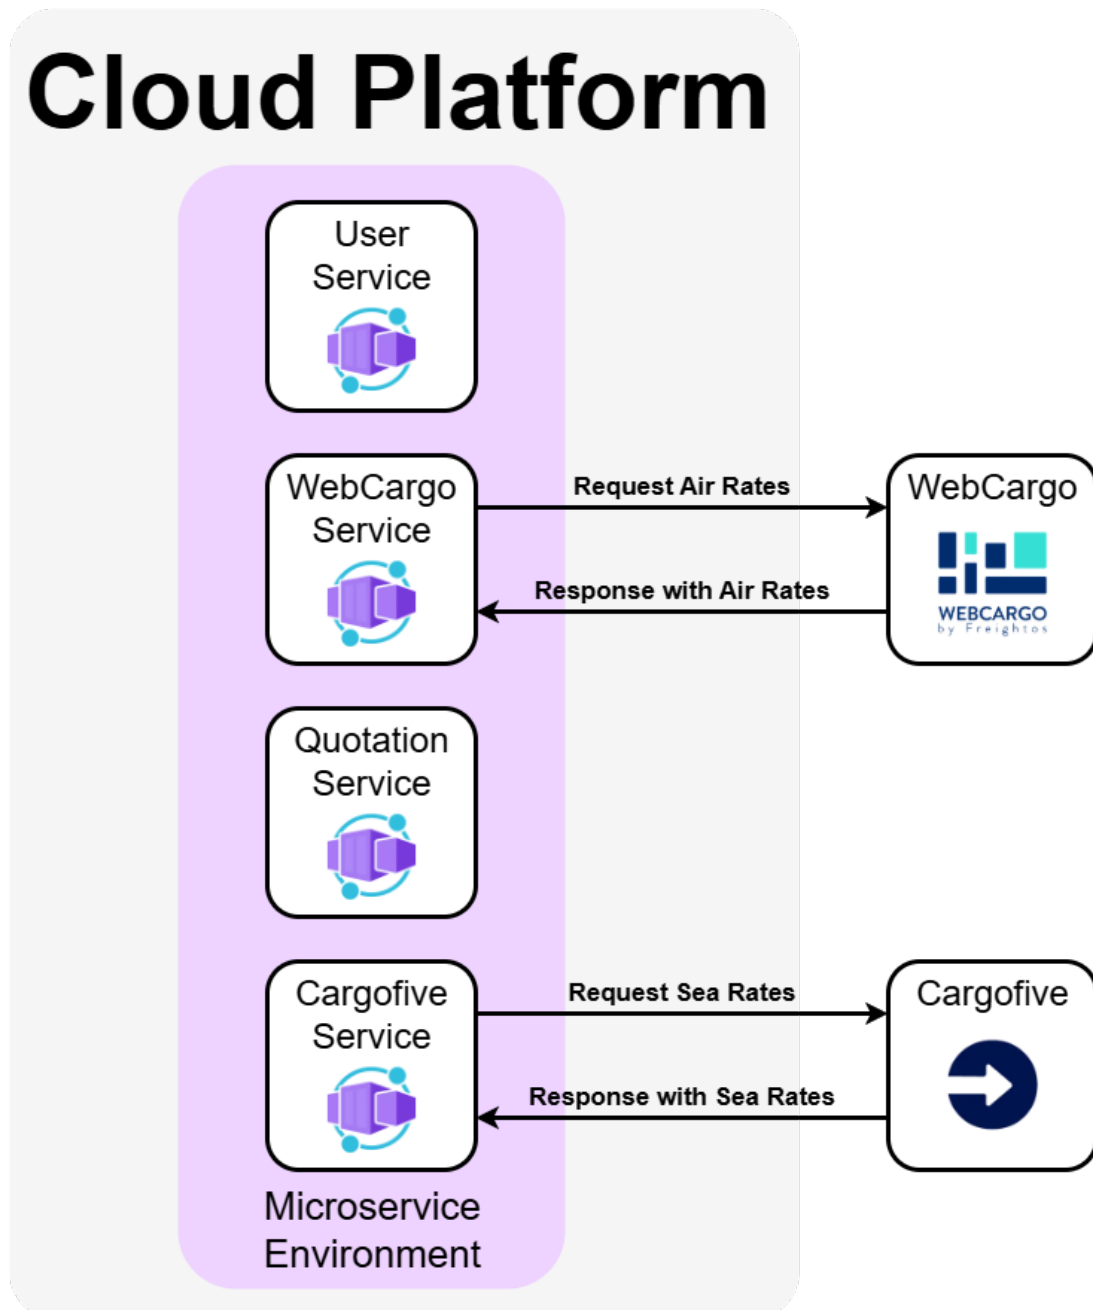 Cloud Platform
User
Service
WebCargo
Service
Request Air Rates
Response with Air Rates
WebCargo
WEBCARGO
by Freightos
Quotation
Service
Cargofive
Service
Request Sea Rates
Response with Sea Rates
Cargofive
Microservice
Environment